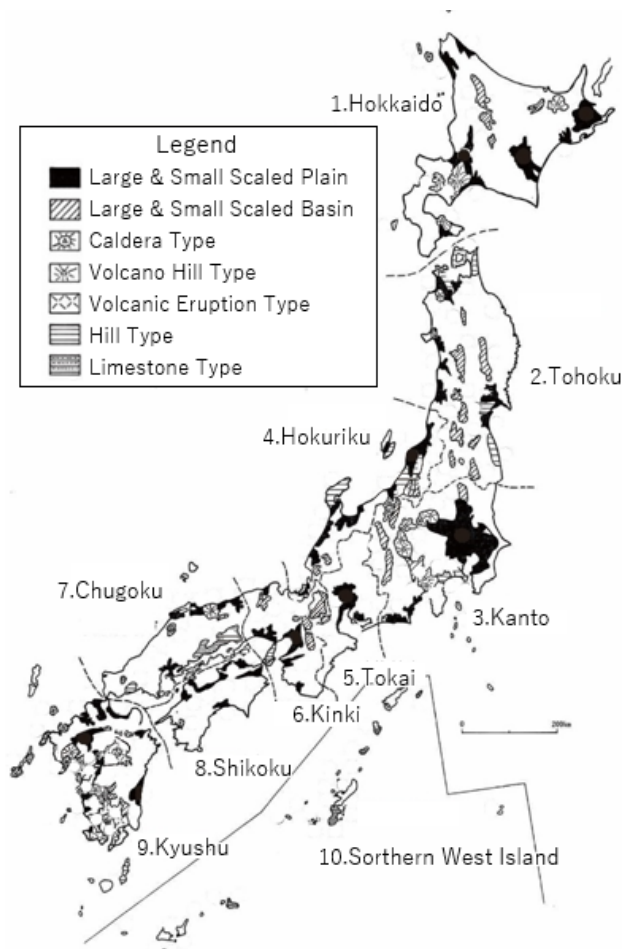 1.Hokkaido
Legend
Large & Small Scaled Plain
Large & Small Scaled Basin
Caldera Type
Volcano Hill Type
Volcanic Eruption Type
Hill Type
Limestone Type
2.Tohoku
4.Hokuriku
7.Chugoku
3.Kanto
5.Tokai
6.Kinki
8.Shikoku
0 200km
9.Kyushu
10.Sorthern West Island